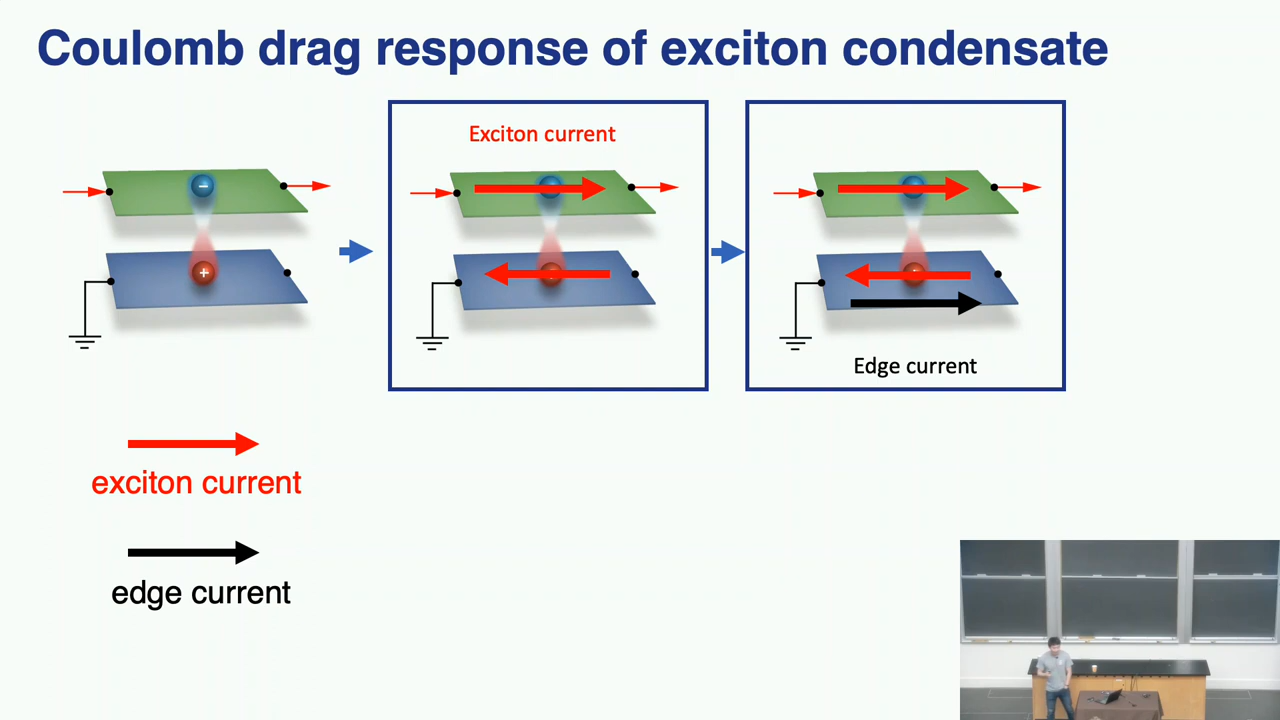 Coulomb drag response of exciton condensate
Exciton current
−
+
Edge current
exciton current
edge current